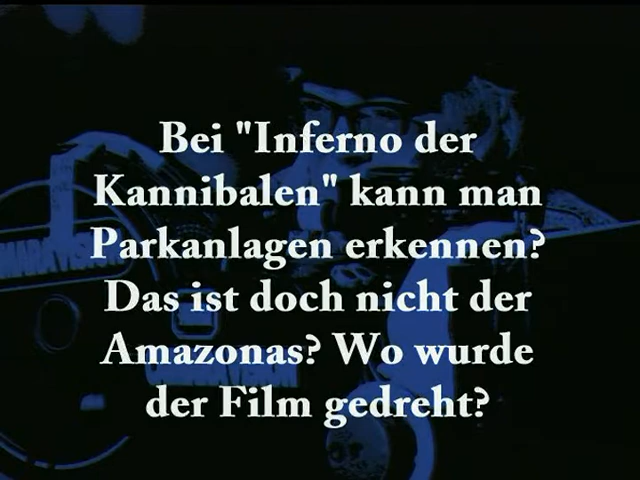 Bei "Inferno der
Kannibalen" kann man
Parkanlagen erkennen?
Das ist doch nicht der
Amazonas? Wo wurde
der Film gedreht?